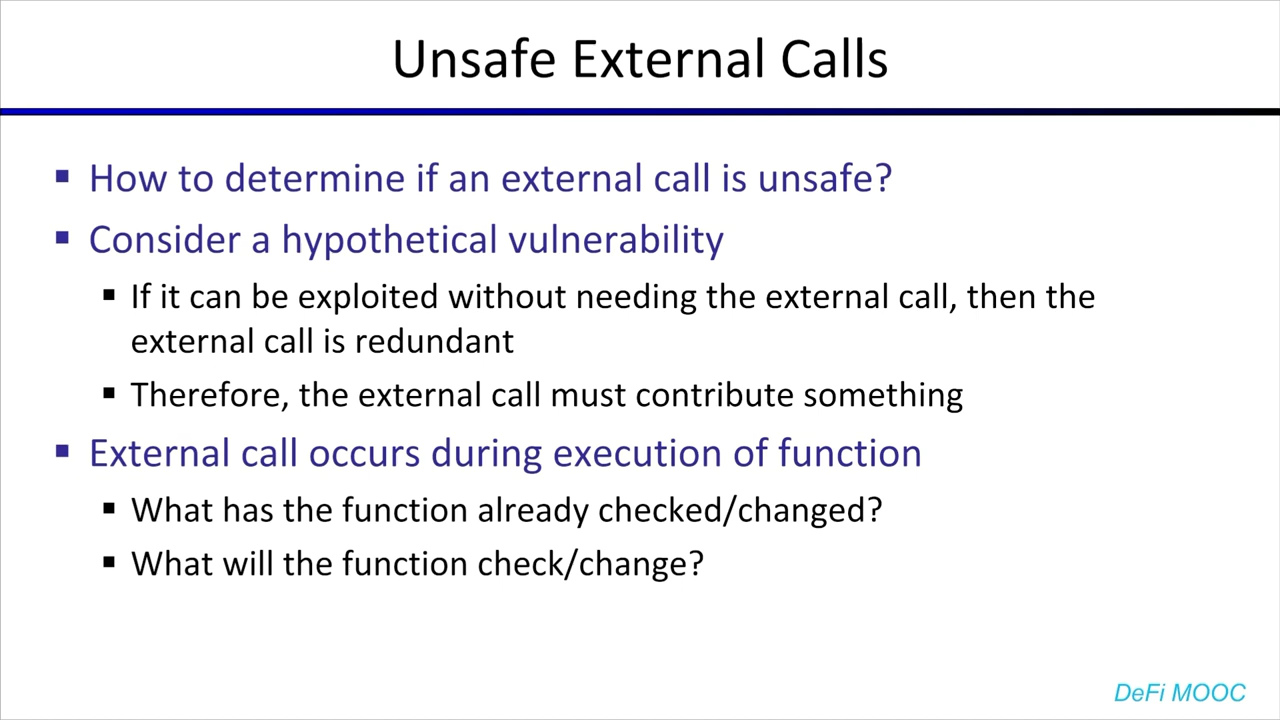 Unsafe External Calls
How to determine if an external call is unsafe?
Consider a hypothetical vulnerability
If it can be exploited without needing the external call, then the
external call is redundant
Therefore, the external call must contribute something
External call occurs during execution of function
What has the function already checked/changed?
What will the function check/change?
DeFi MOOC